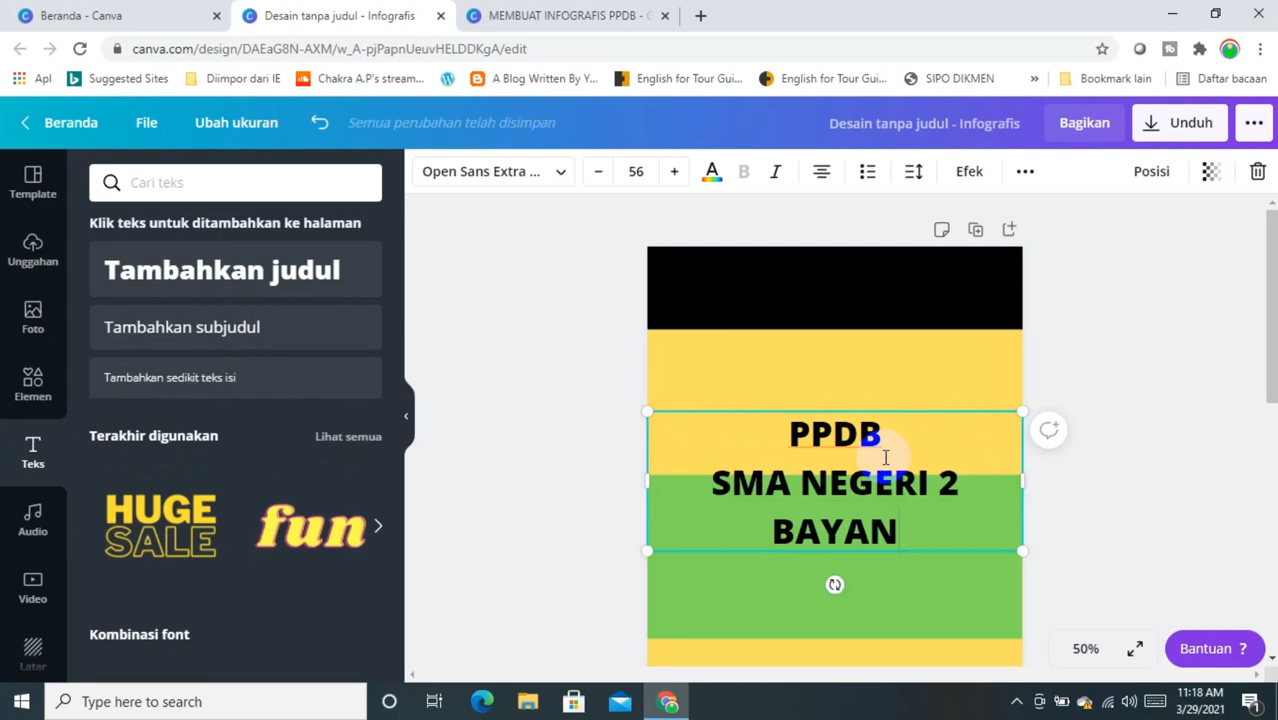 Beranda - Canva
Desain tanpa judul - Infografis
MEMBUAT INFOGRAFIS PPDB - G
canva.com/design/DAEaG8N-AXM/w_A-pjPapnUeuvHELDDKgA/edit
Apl
Suggested Sites
Diimpor dari IE
Chakra A.P's stream...
A Blog Written By Y...
English for Tour Gui...
English for Tour Gui...
SIPO DIKMEN
»
Bookmark lain
Daftar bacaan
Beranda
File
Ubah ukuran
Semua perubahan telah disimpan
Desain tanpa judul - Infografis
Bagikan
Unduh
Template
Unggahan
Foto
Elemen
Teks
Audio
Video
Latar
Cari teks
Klik teks untuk ditambahkan ke halaman
Tambahkan judul
Tambahkan subjudul
Tambahkan sedikit teks isi
Terakhir digunakan
Lihat semua
HUGE
SALE
fun
Kombinasi font
Open Sans Extra ...
56
A
B
I
Efek
Posisi
PPDB
SMA NEGERI 2
BAYAN
50%
Bantuan ?
Type here to search
11:18 AM
3/29/2021